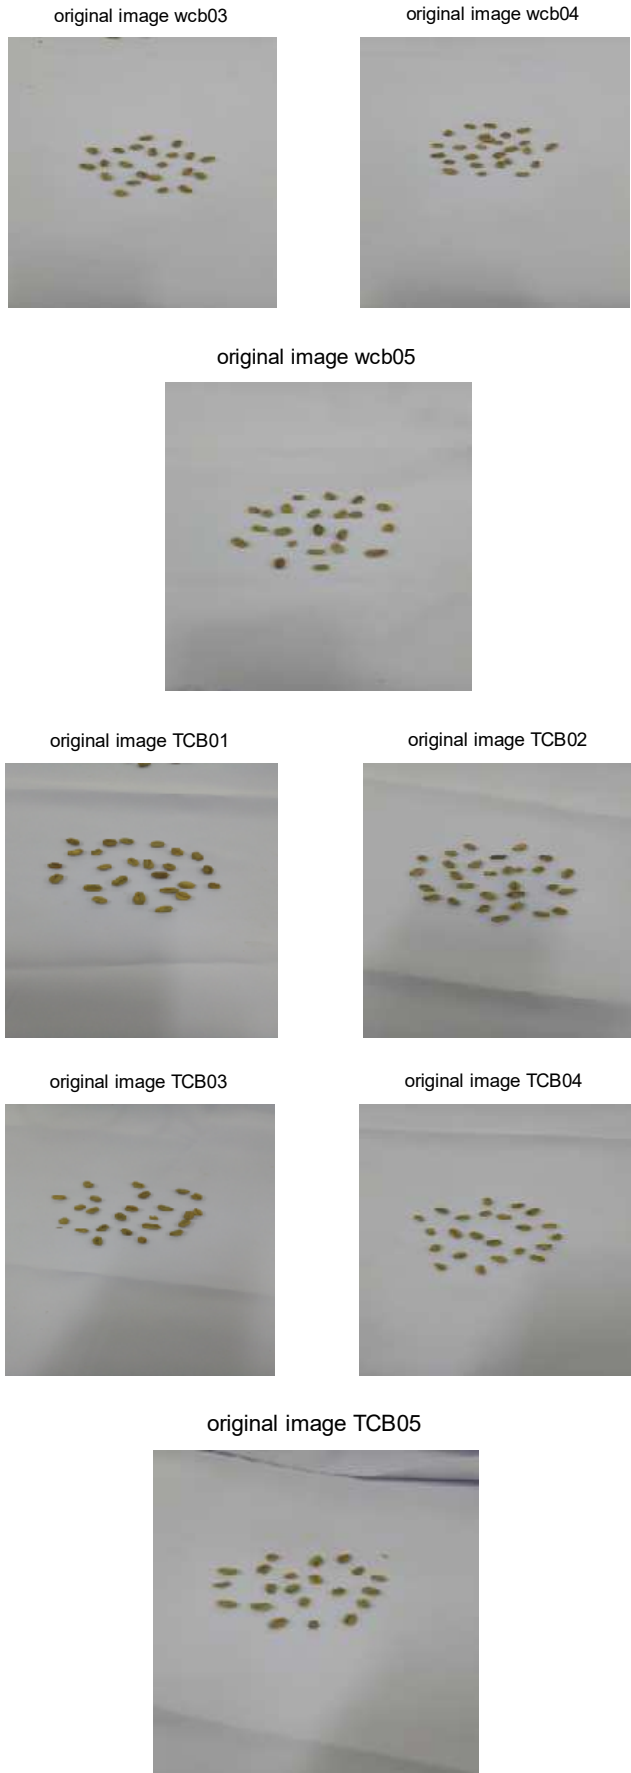 original image wcb03
original image wcb04
original image wcb05
original image TCB01
original image TCB02
original image TCB03
original image TCB04
original image TCB05